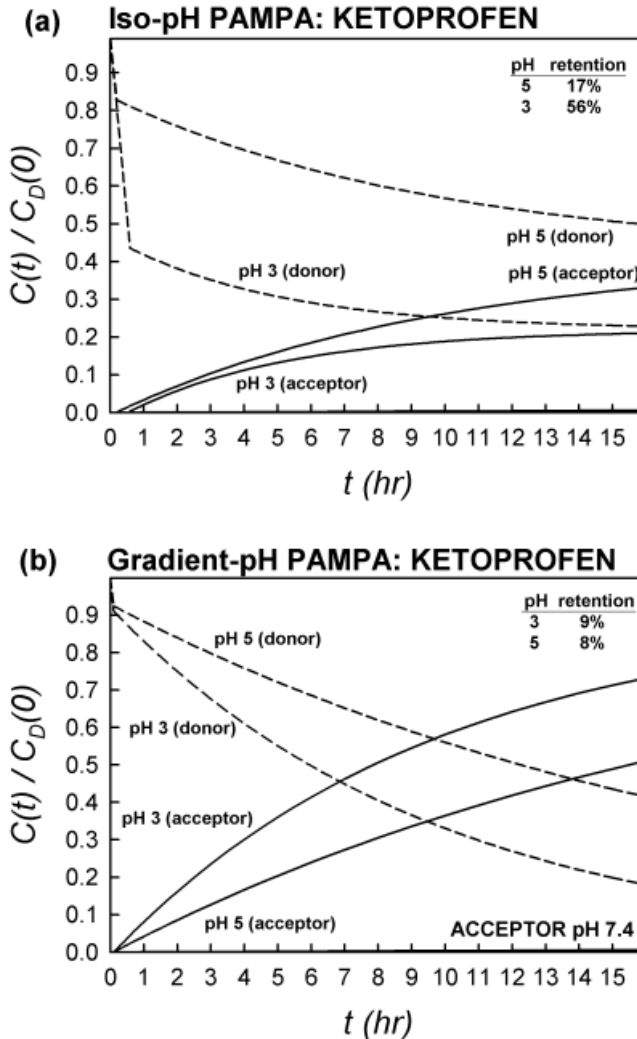 (a) Iso-pH PAMPA: KETOPROFEN
pH retention
5 17%
3 56%
0.9
0.8
0.7
0.6
0.5
0.4
0.3
0.2
0.1
0.0
C(t) / C_D(0)
pH 5 (donor)
pH 3 (donor)
pH 5 (acceptor)
pH 3 (acceptor)
0 1 2 3 4 5 6 7 8 9 10 11 12 13 14 15
t (hr)
(b) Gradient-pH PAMPA: KETOPROFEN
pH retention
3 9%
5 8%
0.9
0.8
0.7
0.6
0.5
0.4
0.3
0.2
0.1
0.0
C(t) / C_D(0)
pH 5 (donor)
pH 3 (donor)
pH 3 (acceptor)
pH 5 (acceptor)
ACCEPTOR pH 7.4
0 1 2 3 4 5 6 7 8 9 10 11 12 13 14 15
t (hr)